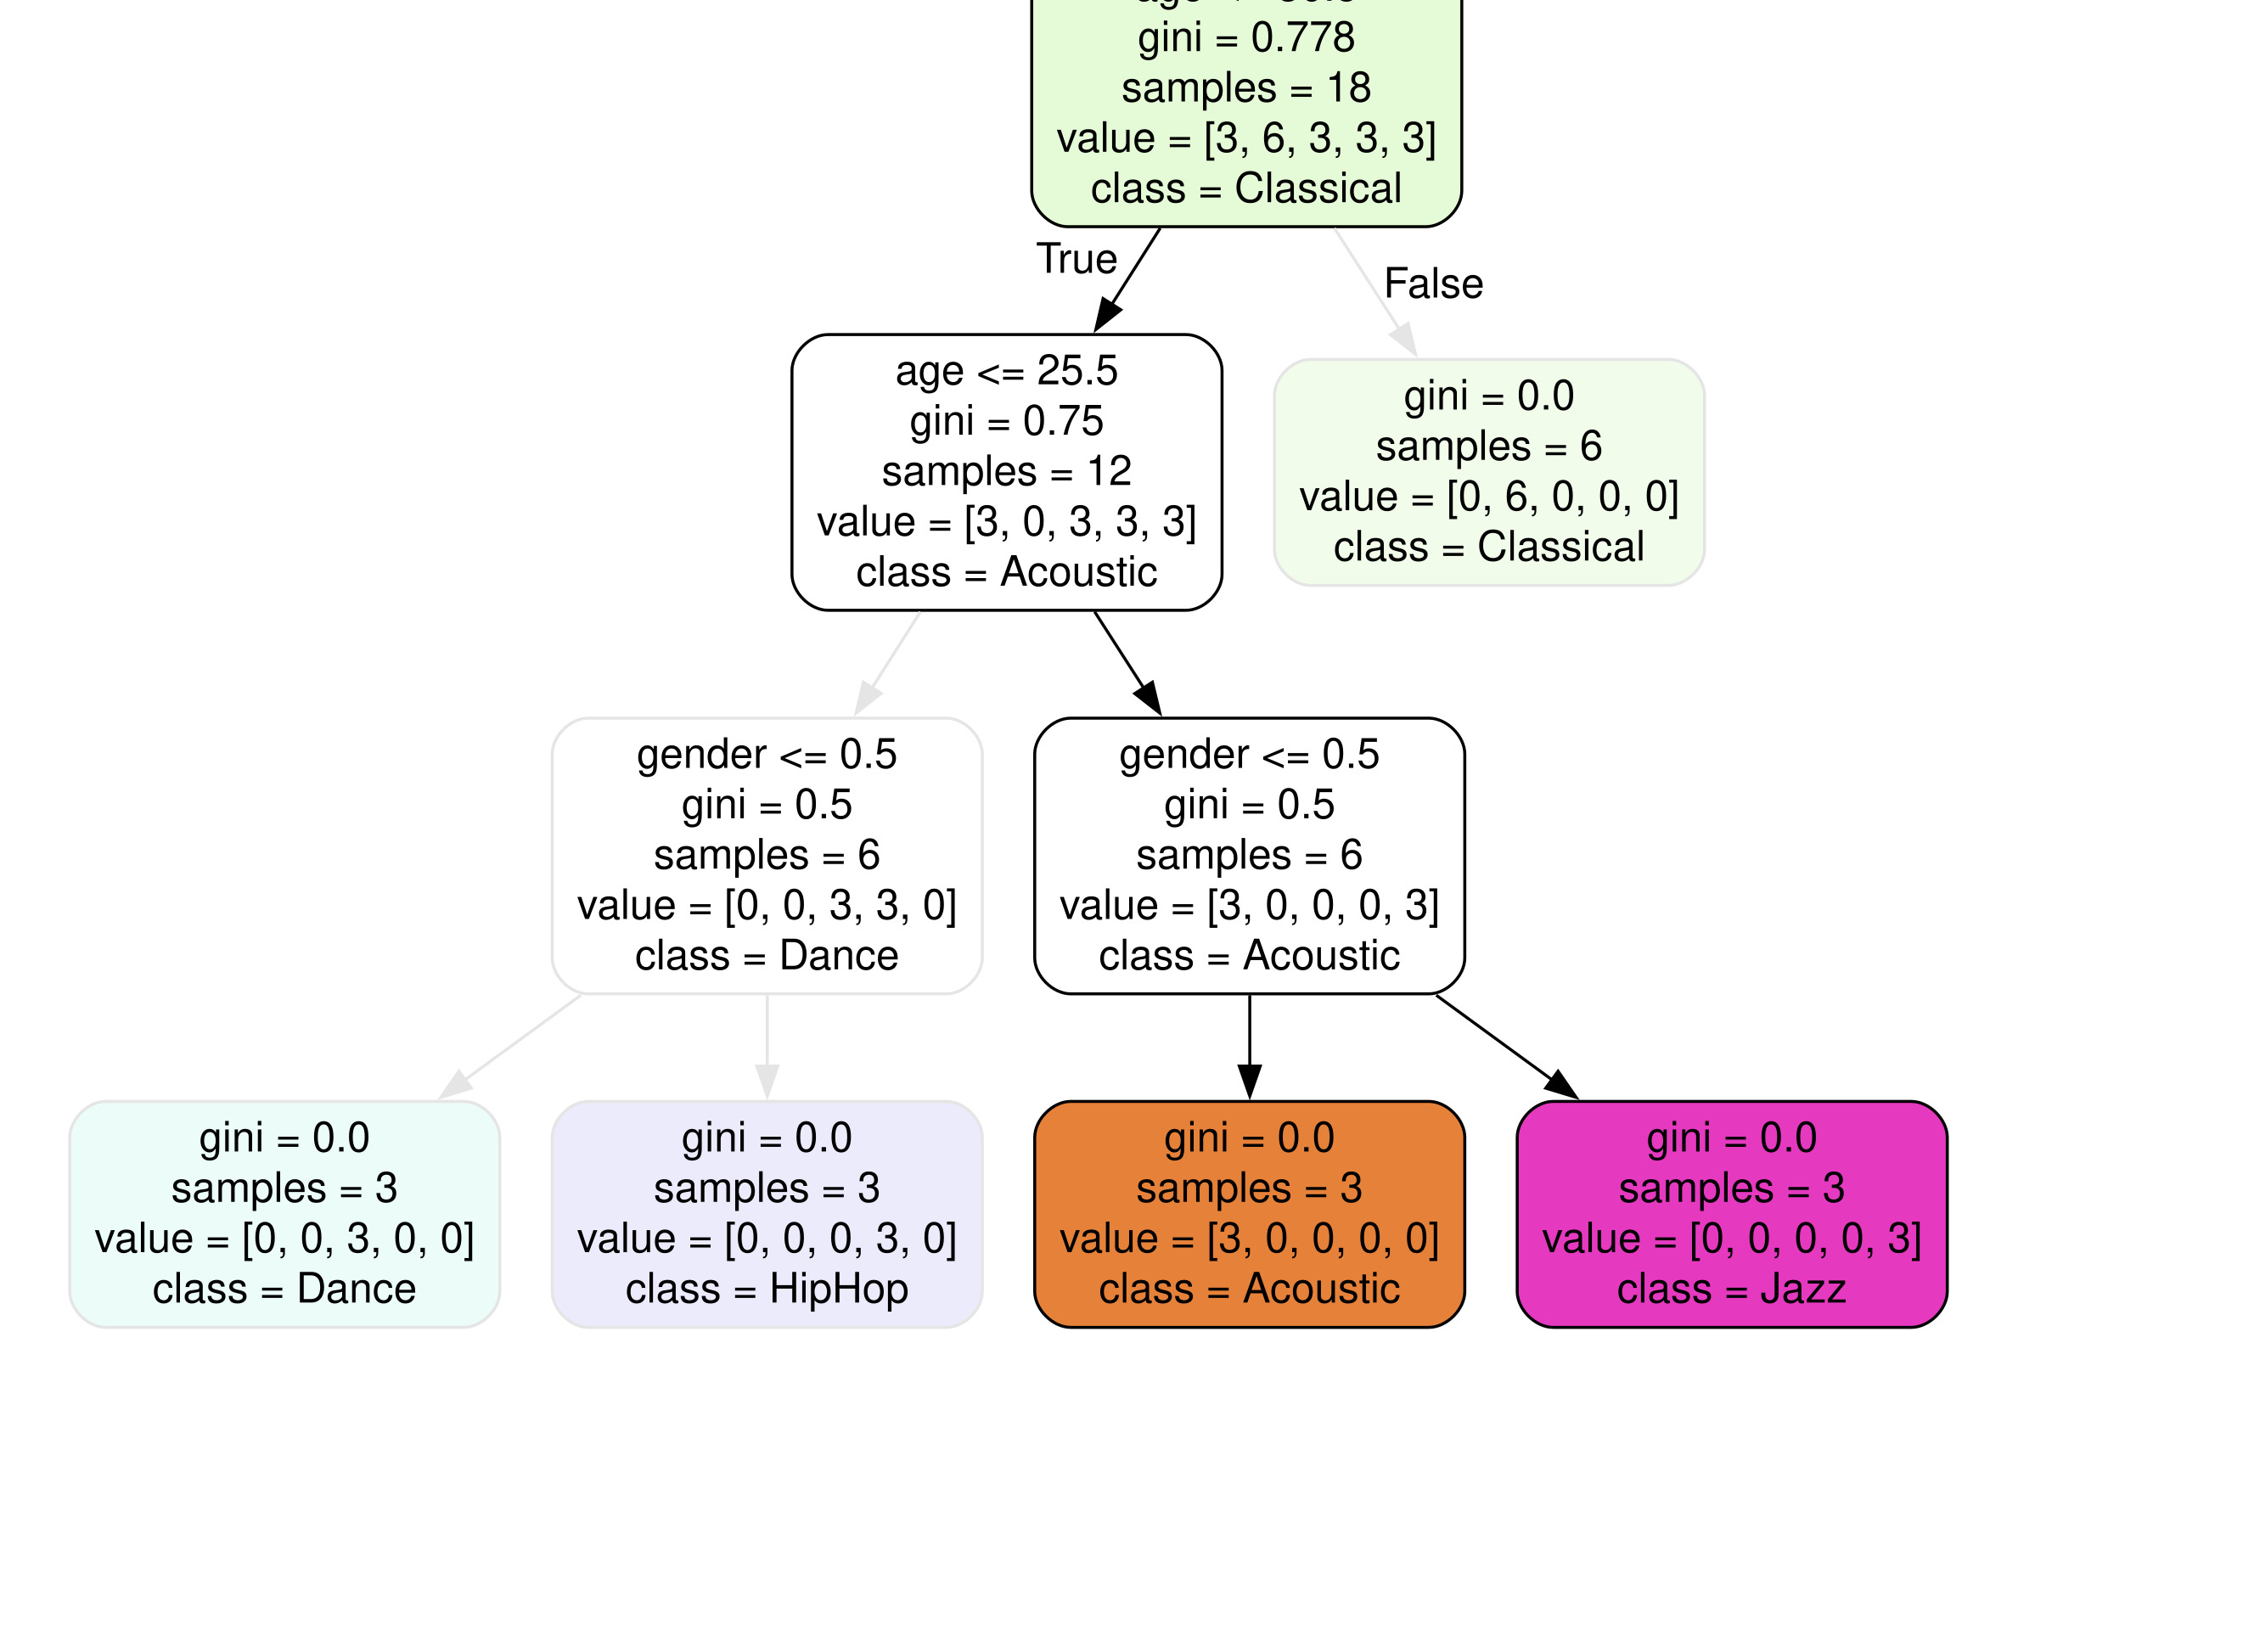 gini = 0.778
samples = 18
value = [3, 6, 3, 3, 3]
class = Classical
True
False
age <= 25.5
gini = 0.75
samples = 12
value = [3, 0, 3, 3, 3]
class = Acoustic
gini = 0.0
samples = 6
value = [0, 6, 0, 0, 0]
class = Classical
gender <= 0.5
gini = 0.5
samples = 6
value = [0, 0, 3, 3, 0]
class = Dance
gender <= 0.5
gini = 0.5
samples = 6
value = [3, 0, 0, 0, 3]
class = Acoustic
gini = 0.0
samples = 3
value = [0, 0, 3, 0, 0]
class = Dance
gini = 0.0
samples = 3
value = [0, 0, 0, 3, 0]
class = HipHop
gini = 0.0
samples = 3
value = [3, 0, 0, 0, 0]
class = Acoustic
gini = 0.0
samples = 3
value = [0, 0, 0, 0, 3]
class = Jazz